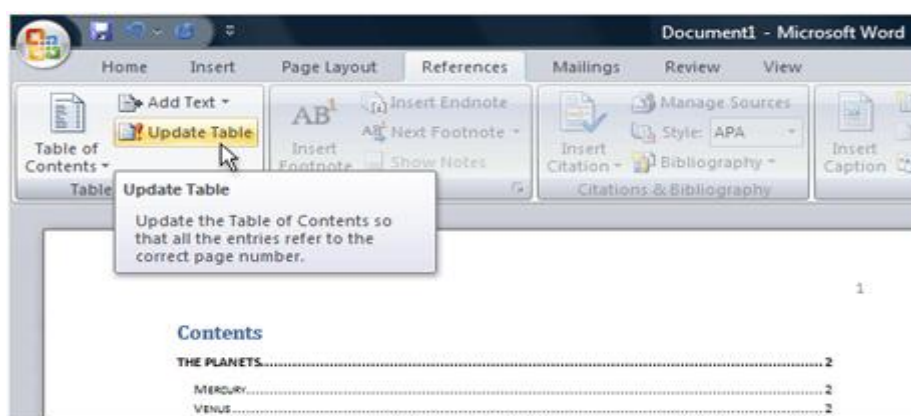 Document1 - Microsoft Word
Home Insert Page Layout References Mailings Review View
Add Text
Update Table
Table of
Contents
Table
AB1
Insert
Footnote
Insert Endnote
Next Footnote
Show Notes
Insert
Citation
Manage Sources
Style: APA
Bibliography
Citations & Bibliography
Insert
Caption
Update Table
Update the Table of Contents so
that all the entries refer to the
correct page number.
1
Contents
THE PLANETS 2
MERCURY 2
VENUS 2